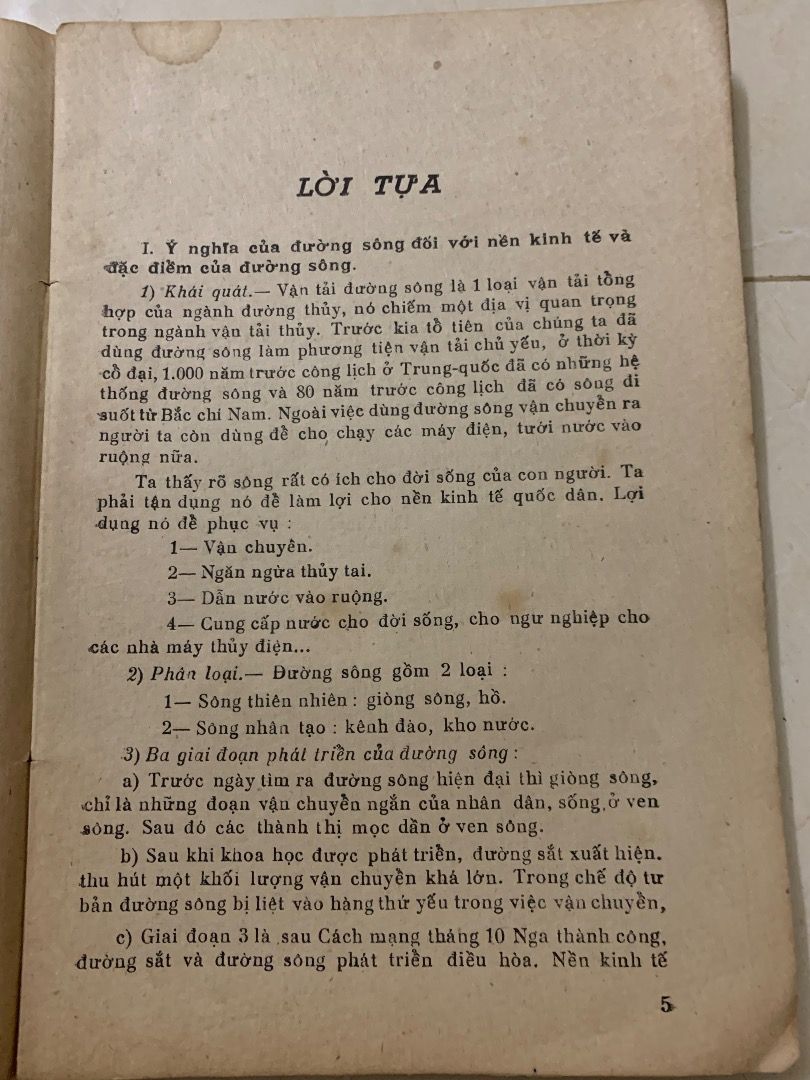 LỜI TỰA
I. Ý nghĩa của đường sông đối với nền kinh tế và
đặc điểm của đường sông.
1) Khái quát.— Vận tải đường sông là 1 loại vận tải tổng
hợp của ngành đường thủy, nó chiếm một địa vị quan trọng
trong ngành vận tải thủy. Trước kia tổ tiên của chúng ta đã
dùng đường sông làm phương tiện vận tải chủ yếu, ở thời kỳ
cổ đại, 1.000 năm trước công lịch ở Trung-quốc đã có những hệ
thống đường sông và 80 năm trước công lịch đã có sông đi
suốt từ Bắc chí Nam. Ngoài việc dùng đường sông vận chuyển ra
người ta còn dùng để cho chạy các máy điện, tưới nước vào
ruộng nữa.
Ta thấy rõ sông rất có ích cho đời sống của con người. Ta
phải tận dụng nó để làm lợi cho nền kinh tế quốc dân. Lợi
dụng nó để phục vụ :
1— Vận chuyển.
2— Ngăn ngừa thủy tai.
3— Dẫn nước vào ruộng.
4— Cung cấp nước cho đời sống, cho ngư nghiệp cho
các nhà máy thủy điện...
2) Phân loại.— Đường sông gồm 2 loại :
1— Sông thiên nhiên : giòng sông, hồ.
2— Sông nhân tạo : kênh đào, kho nước.
3) Ba giai đoạn phát triển của đường sông :
a) Trước ngày tìm ra đường sông hiện đại thì giòng sông,
chỉ là những đoạn vận chuyển ngắn của nhân dân, sống ở ven
sông. Sau đó các thành thị mọc dần ở ven sông.
b) Sau khi khoa học được phát triển, đường sắt xuất hiện.
thu hút một khối lượng vận chuyển khá lớn. Trong chế độ tư
bản đường sông bị liệt vào hàng thứ yếu trong việc vận chuyển,
c) Giai đoạn 3 là sau Cách mạng tháng 10 Nga thành công,
đường sắt và đường sông phát triển điều hòa. Nền kinh tế
5